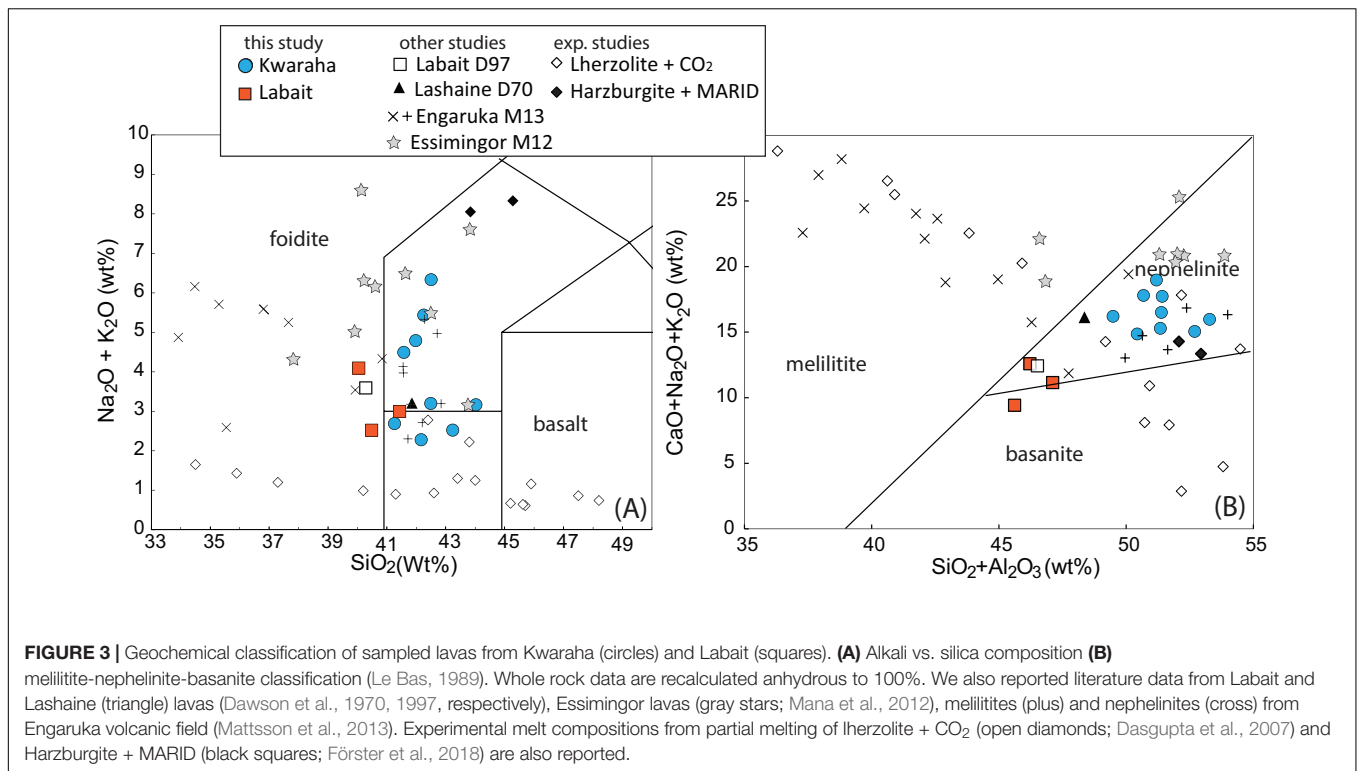 this study other studies exp. studies
Kwaraha Labait D97 Lherzolite + CO2
Labait Lashaine D70 Harzburgite + MARID
Engaruka M13
Essimingor M12
10
9
8
7
6
5
4
3
2
1
0
Na2O + K2O (wt%)
foidite
basalt
(A)
33 35 37 39 41 43 45 47 49
SiO2(Wt%)
25
20
15
10
5
0
CaO+Na2O+K2O (wt%)
nephelinite
melilitite
basanite
(B)
35 40 45 50 55
SiO2+Al2O3 (wt%)
FIGURE 3 | Geochemical classification of sampled lavas from Kwaraha (circles) and Labait (squares). (A) Alkali vs. silica composition (B)
melilitite-nephelinite-basanite classification (Le Bas, 1989). Whole rock data are recalculated anhydrous to 100%. We also reported literature data from Labait and
Lashaine (triangle) lavas (Dawson et al., 1970, 1997, respectively), Essimingor lavas (gray stars; Mana et al., 2012), melilitites (plus) and nephelinites (cross) from
Engaruka volcanic field (Mattsson et al., 2013). Experimental melt compositions from partial melting of lherzolite + CO2 (open diamonds; Dasgupta et al., 2007) and
Harzburgite + MARID (black squares; Förster et al., 2018) are also reported.